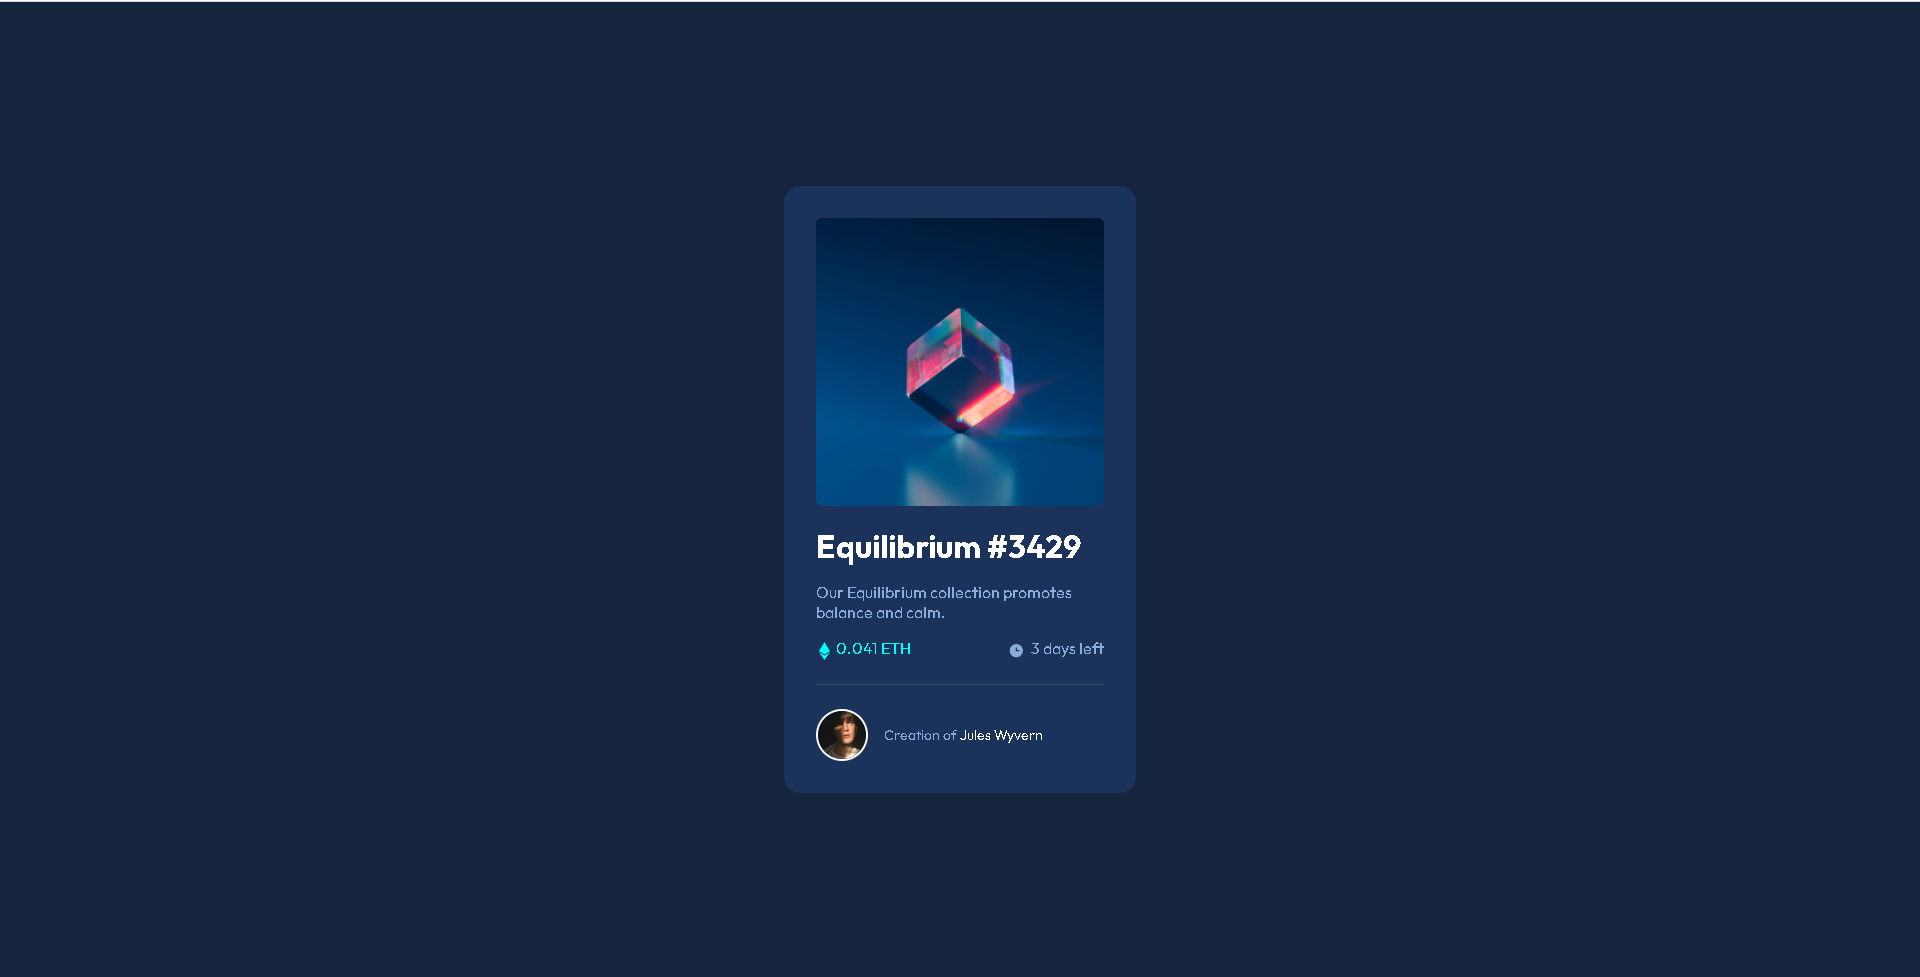 Equilibrium #3429
Our Equilibrium collection promotes
balance and calm.
0.041 ETH
3 days left
Creation of Jules Wyvern